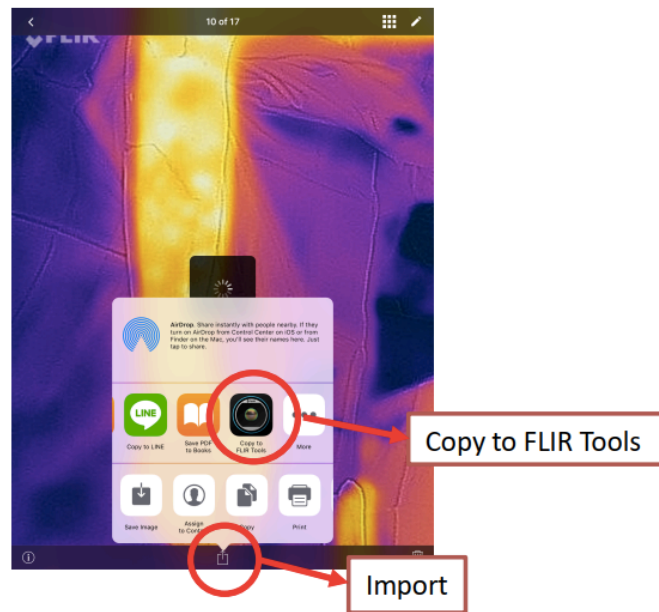 10 of 17
FLIR
AirDrop. Share instantly with people nearby. If they
turn on AirDrop from Control Center on iOS or from
Finder on the Mac, you'll see their names here. Just
tap to share.
LINE
Copy to LINE
Save PDF
to Books
Copy to
FLIR Tools
More
Copy to FLIR Tools
Save Image
Assign
to Cont
Copy
Print
Import